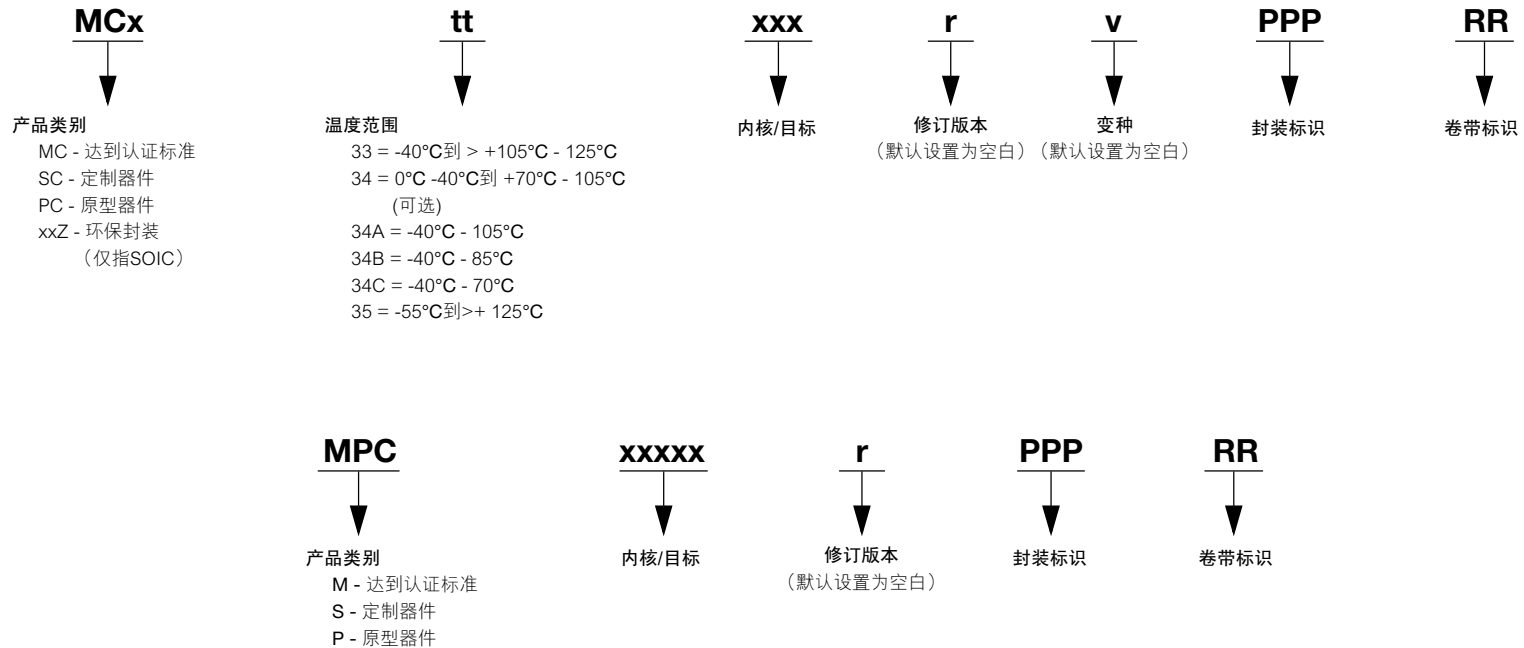 MCx tt xxx r v PPP RR
产品类别
MC - 达到认证标准
SC - 定制器件
PC - 原型器件
xxZ - 环保封装
（仅指SOIC）
温度范围
33 = -40°C到 > +105°C - 125°C
34 = 0°C -40°C到 +70°C - 105°C
(可选)
34A = -40°C - 105°C
34B = -40°C - 85°C
34C = -40°C - 70°C
35 = -55°C到>+ 125°C
内核/目标
修订版本
（默认设置为空白）
变种
（默认设置为空白）
封装标识
卷带标识
MPC xxxxx r PPP RR
产品类别
M - 达到认证标准
S - 定制器件
P - 原型器件
内核/目标
修订版本
（默认设置为空白）
封装标识
卷带标识